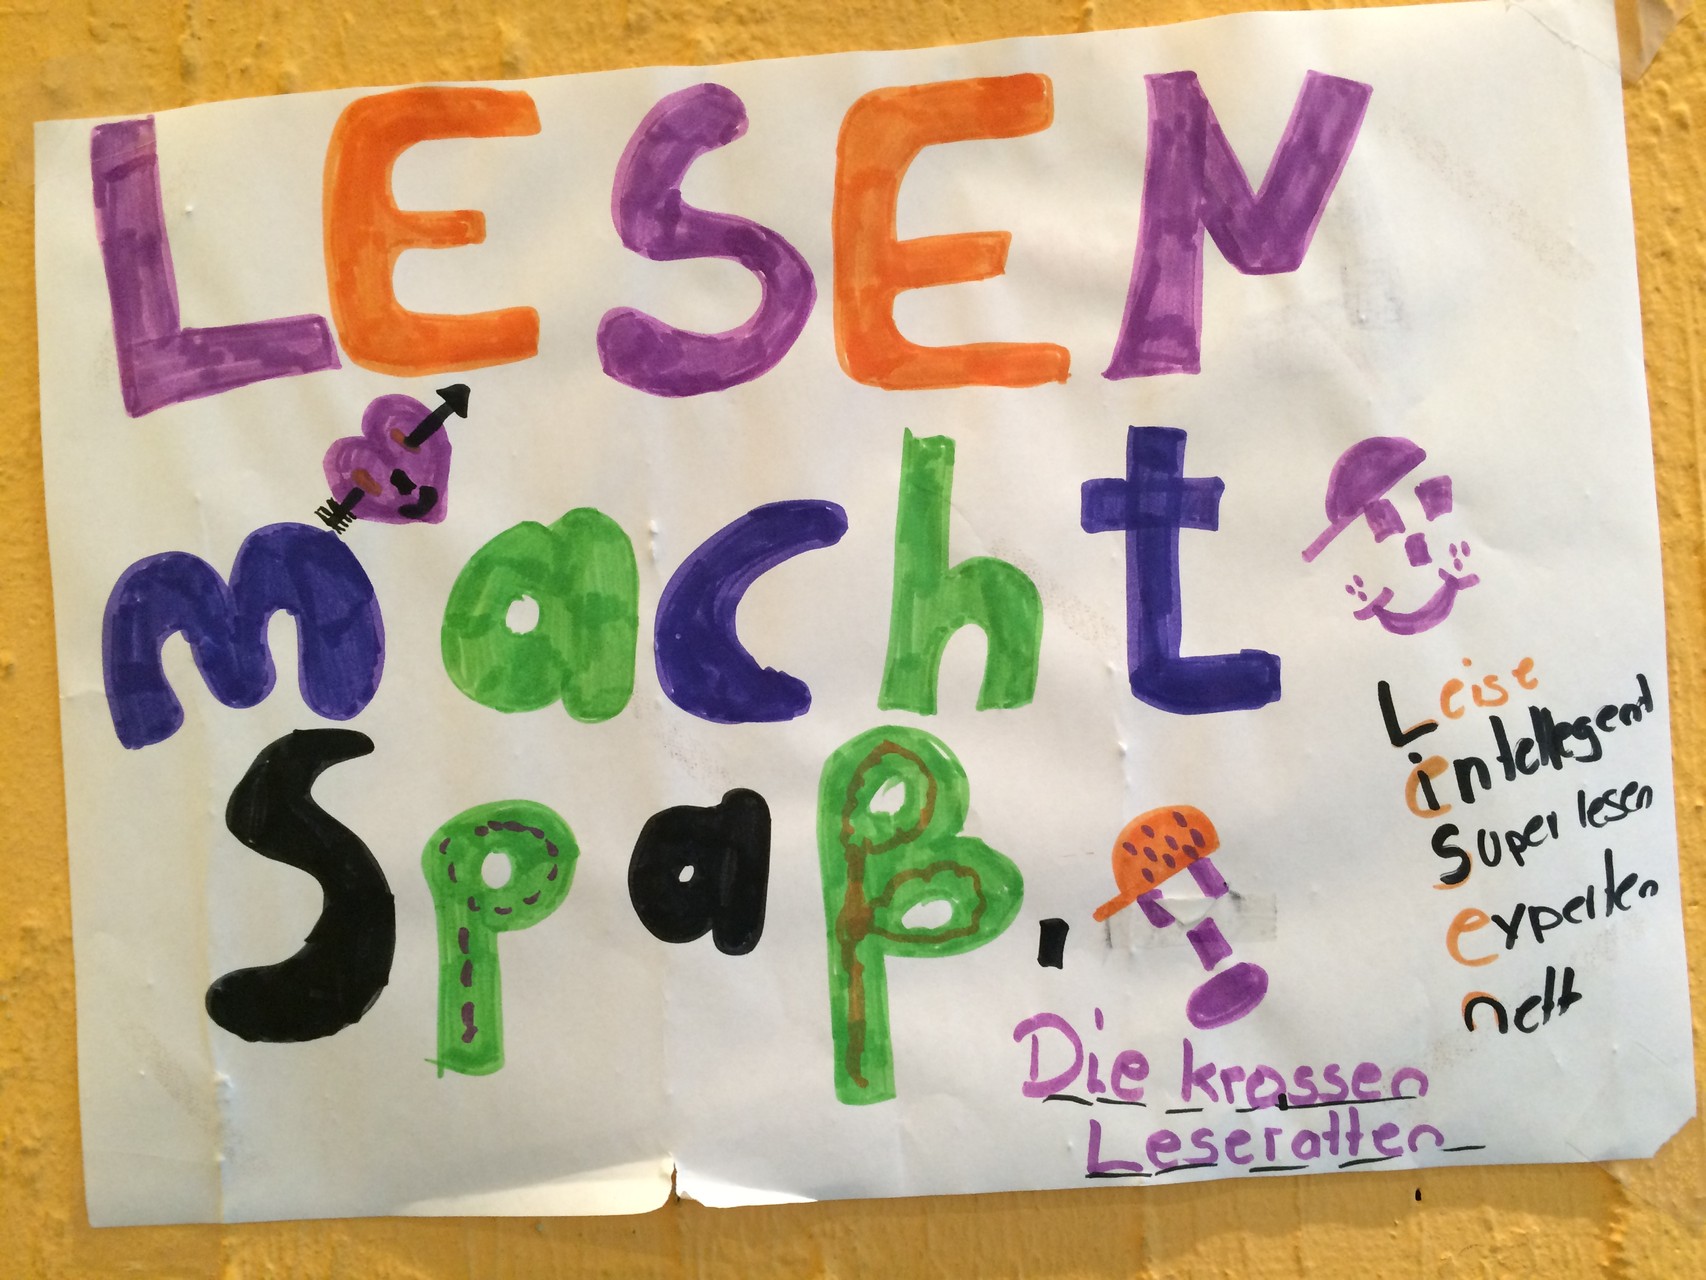 LESEN
macht
Spaß.
Leise
intellegent
Super lesen
experten
nett
Die krassen
Leseratten